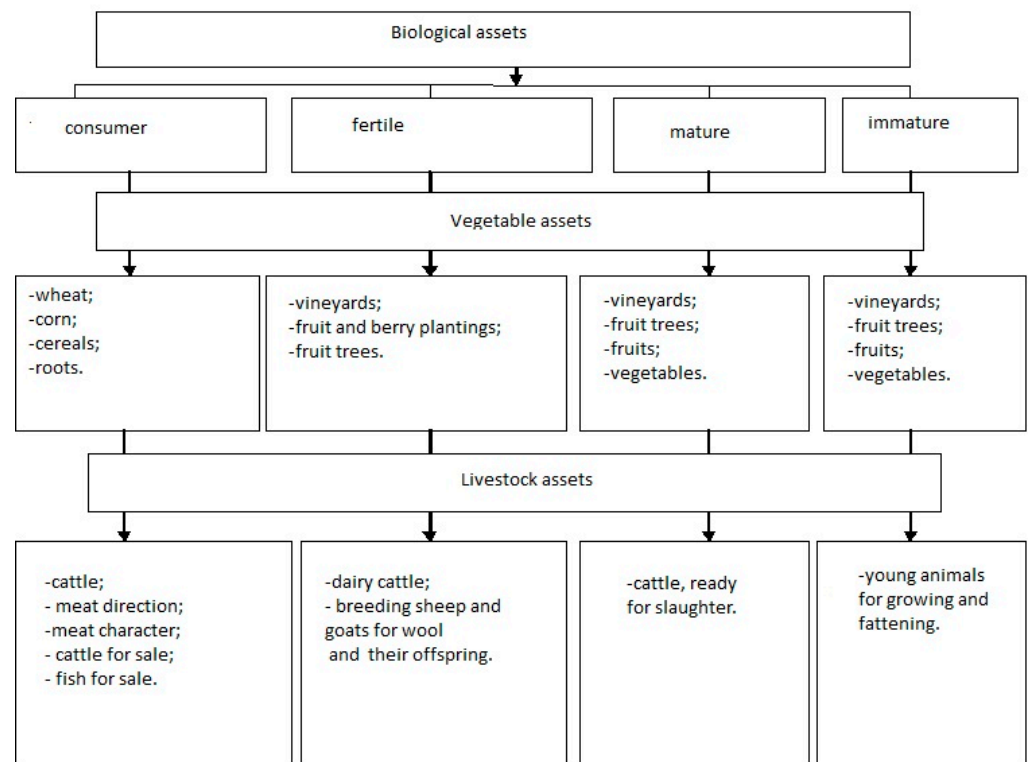 Biological assets
consumer
fertile
mature
immature
Vegetable assets
-wheat;
-corn;
-cereals;
-roots.
-vineyards;
-fruit and berry plantings;
-fruit trees.
-vineyards;
-fruit trees;
-fruits;
-vegetables.
-vineyards;
-fruit trees;
-fruits;
-vegetables.
Livestock assets
-cattle;
- meat direction;
-meat character;
- cattle for sale;
- fish for sale.
-dairy cattle;
- breeding sheep and
goats for wool
and their offspring.
-cattle, ready
for slaughter.
-young animals
for growing and
fattening.